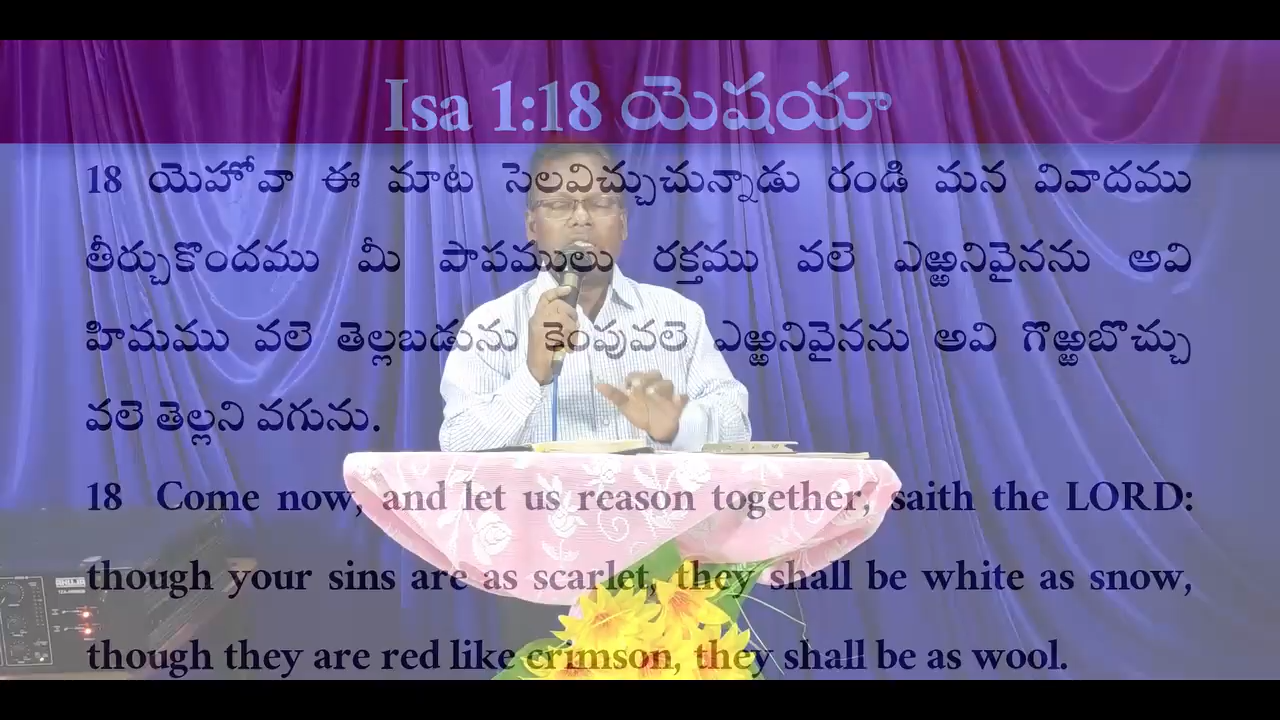 Isa 1:18 యెషయా
18 యెహోవా ఈ మాట సెలవిచ్చుచున్నాడు రండి మన వివాదము
తీర్చుకొందము మీ పాపములు రక్తము వలె ఎఱ్ఱనివైనను అవి
హిమము వలె తెల్లబడును కెంపువలె ఎఱ్ఱనివైనను అవి గొఱ్ఱబొచ్చు
వలె తెల్లని వగును.
18 Come now, and let us reason together, saith the LORD:
though your sins are as scarlet, they shall be white as snow,
though they are red like crimson, they shall be as wool.
AHUJA